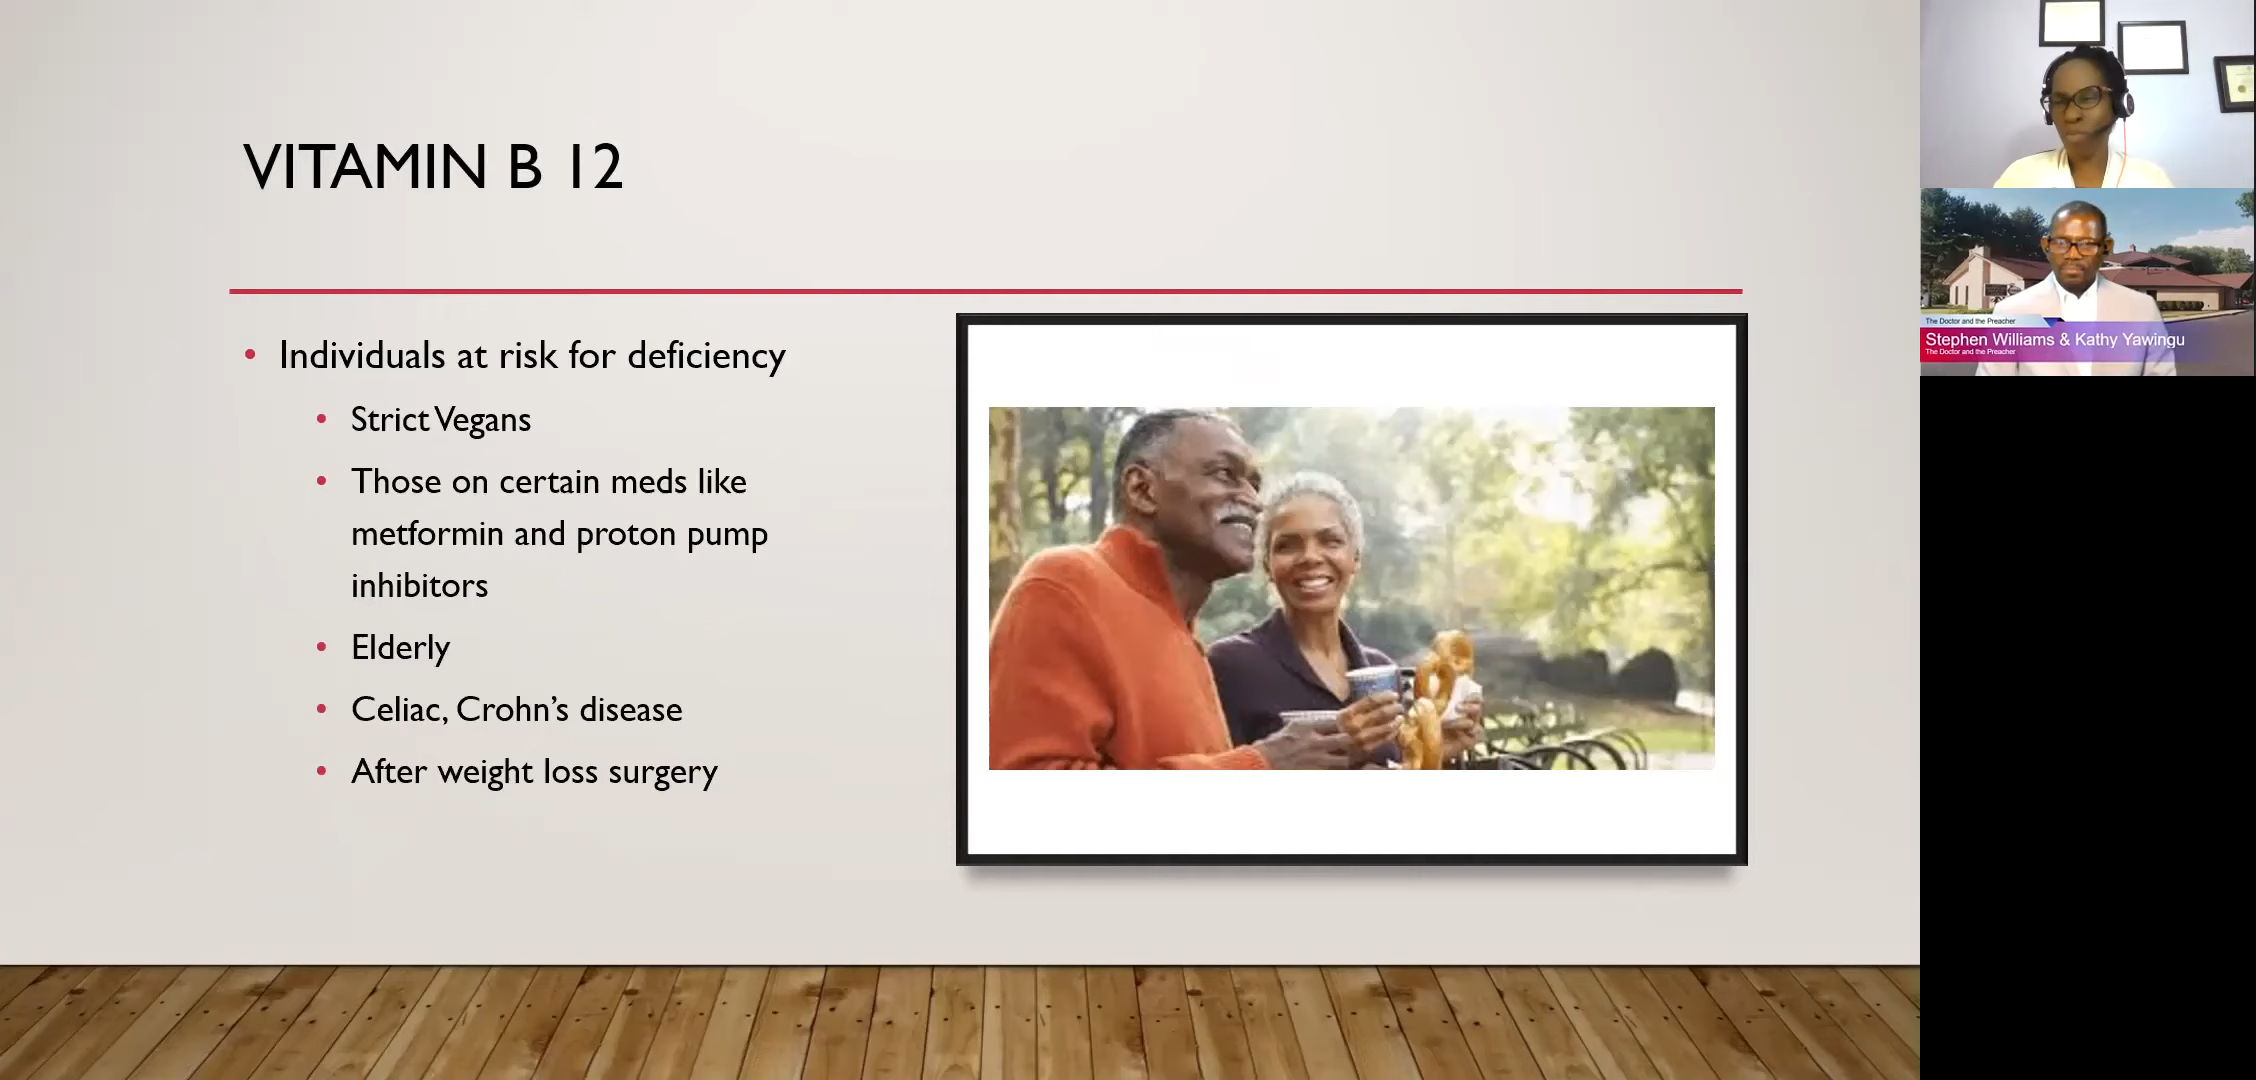 VITAMIN B 12
• Individuals at risk for deficiency
• Strict Vegans
• Those on certain meds like
metformin and proton pump
inhibitors
• Elderly
• Celiac, Crohn's disease
• After weight loss surgery
The Doctor and the Preacher
Stephen Williams & Kathy Yawingu
The Doctor and the Preacher